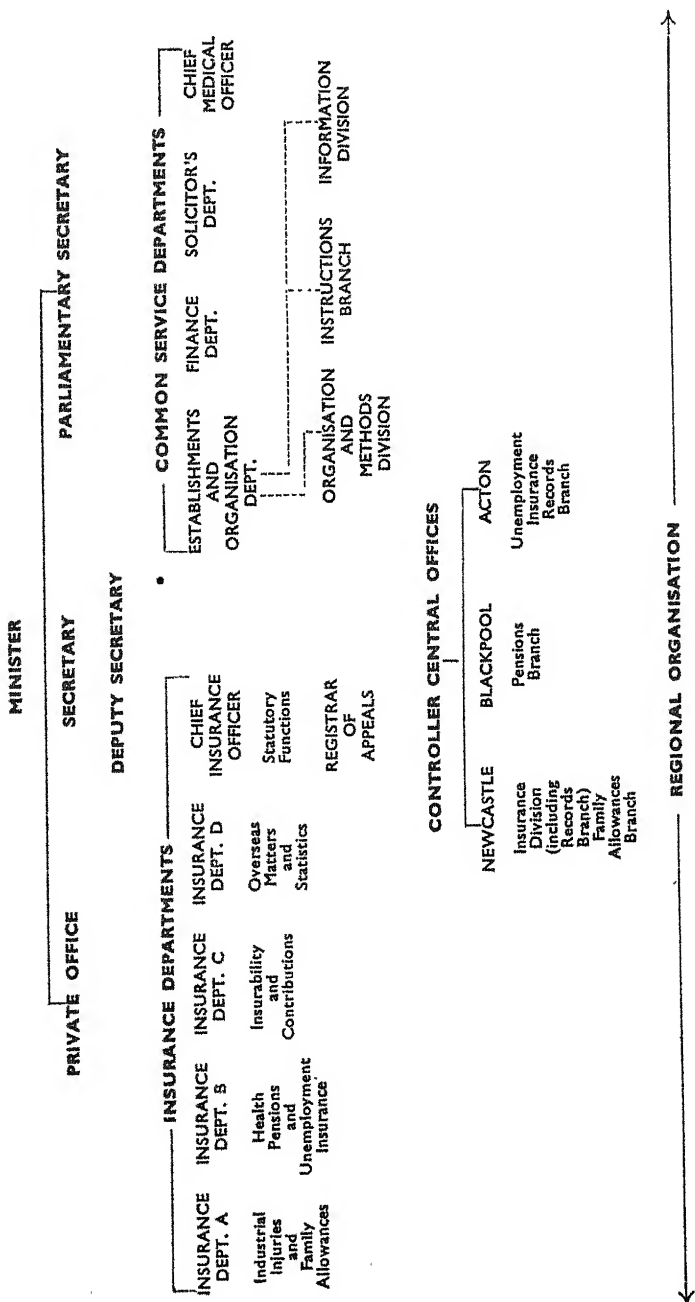 MINISTER
PRIVATE OFFICE
SECRETARY
PARLIAMENTARY SECRETARY
DEPUTY SECRETARY
INSURANCE DEPARTMENTS
INSURANCE
DEPT. A
Industrial
Injuries
and
Family
Allowances
INSURANCE
DEPT. B
Health
Pensions
and
Unemployment
Insurance
INSURANCE
DEPT. C
Insurability
and
Contributions
INSURANCE
DEPT. D
Overseas
Matters
and
Statistics
CHIEF
INSURANCE
OFFICER
Statutory
Functions
REGISTRAR
OF
APPEALS
COMMON SERVICE DEPARTMENTS
ESTABLISHMENTS
AND
ORGANISATION
DEPT.
FINANCE
DEPT.
SOLICITOR'S
DEPT.
CHIEF
MEDICAL
OFFICER
ORGANISATION
AND
METHODS
DIVISION
INSTRUCTIONS
BRANCH
INFORMATION
DIVISION
CONTROLLER CENTRAL OFFICES
NEWCASTLE
Insurance
Division
(including
Records
Branch)
Family
Allowances
Branch
BLACKPOOL
Pensions
Branch
ACTON
Unemployment
Insurance
Records
Branch
REGIONAL ORGANISATION